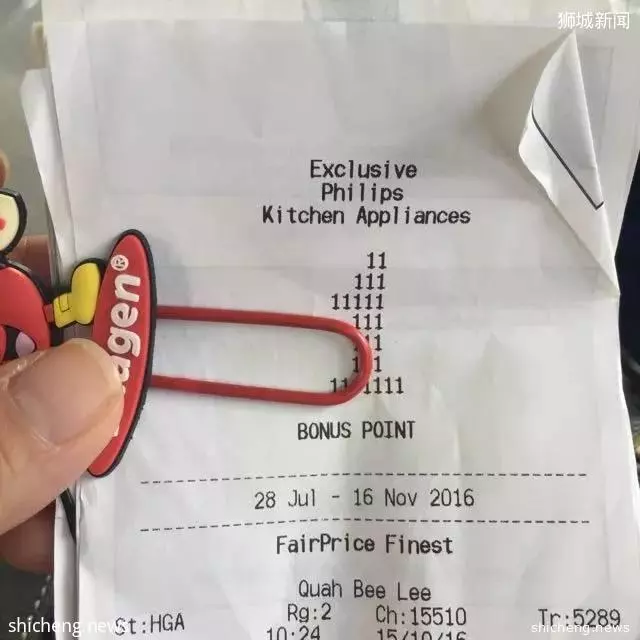 狮城新闻
Exclusive
Philips
Kitchen Appliances
11
111
11111
111
111
BONUS POINT
28 Jul - 16 Nov 2016
FairPrice Finest
Quah Bee Lee
St:HGA Rg:2 Ch:15510 Tr:5289
10:24 15/10/16
shicheng.news
shicheng.news